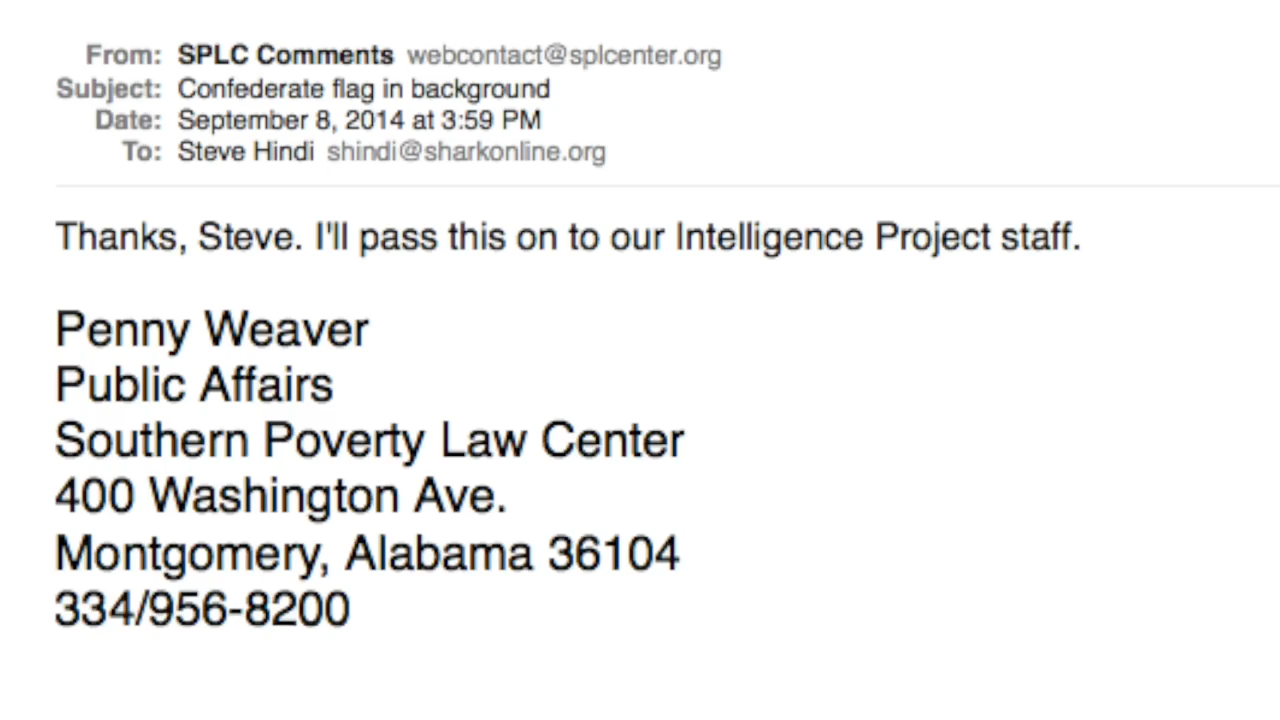 From: SPLC Comments webcontact@splcenter.org
Subject: Confederate flag in background
Date: September 8, 2014 at 3:59 PM
To: Steve Hindi shindi@sharkonline.org
Thanks, Steve. I'll pass this on to our Intelligence Project staff.
Penny Weaver
Public Affairs
Southern Poverty Law Center
400 Washington Ave.
Montgomery, Alabama 36104
334/956-8200